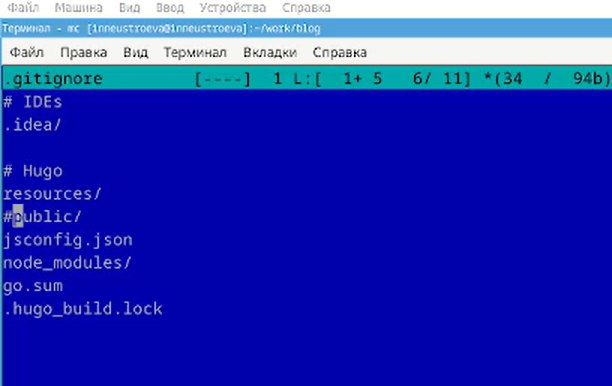 Файл Машина Вид Ввод Устройства Справка
Терминал - mc [inneustroeva@inneustroeva]:~/work/blog
Файл Правка Вид Терминал Вкладки Справка
.gitignore [----] 1 L:[ 1+ 5 6/ 11] *(34 / 94b)
# IDEs
.idea/
# Hugo
resources/
#public/
jsconfig.json
node_modules/
go.sum
.hugo_build.lock